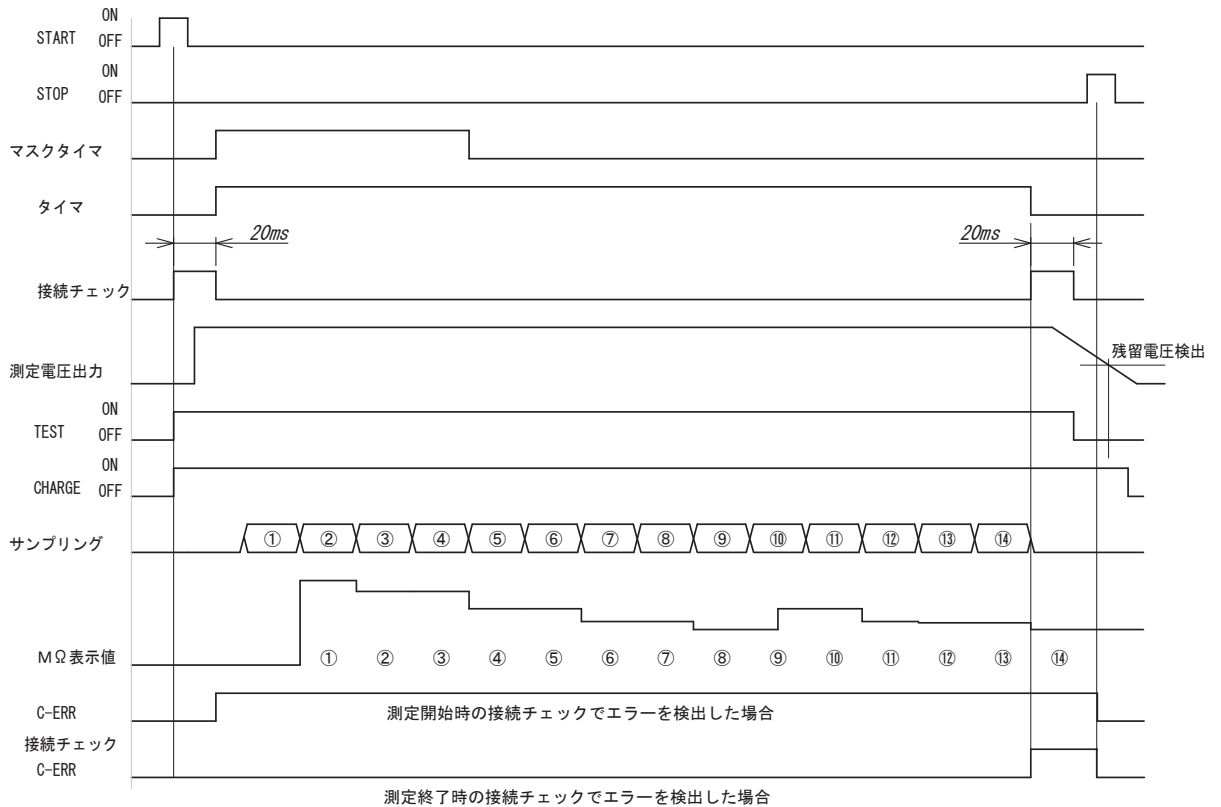 ON
START OFF
ON
STOP OFF
マスクタイマ
タイマ
20ms 20ms
接続チェック
測定電圧出力
残留電圧検出
ON
TEST OFF
ON
CHARGE OFF
サンプリング ① ② ③ ④ ⑤ ⑥ ⑦ ⑧ ⑨ ⑩ ⑪ ⑫ ⑬ ⑭
MΩ表示値 ① ② ③ ④ ⑤ ⑥ ⑦ ⑧ ⑨ ⑩ ⑪ ⑫ ⑬ ⑭
C-ERR 測定開始時の接続チェックでエラーを検出した場合
接続チェック
C-ERR
測定終了時の接続チェックでエラーを検出した場合